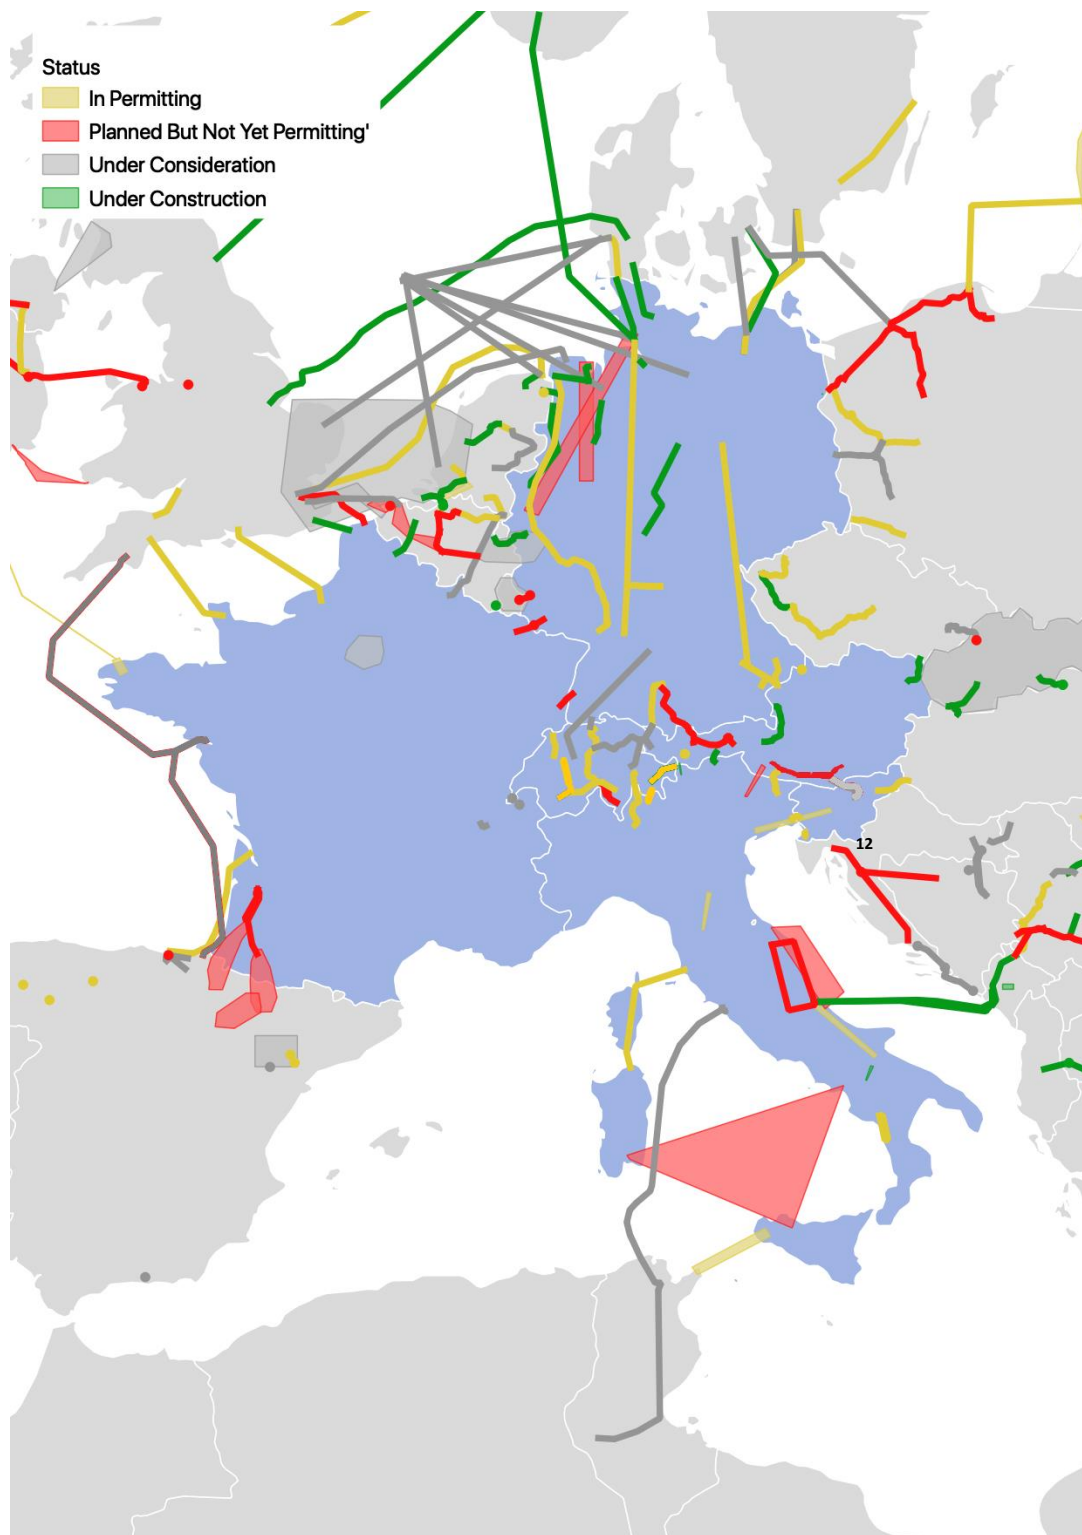 Status
In Permitting
Planned But Not Yet Permitting'
Under Consideration
Under Construction
12